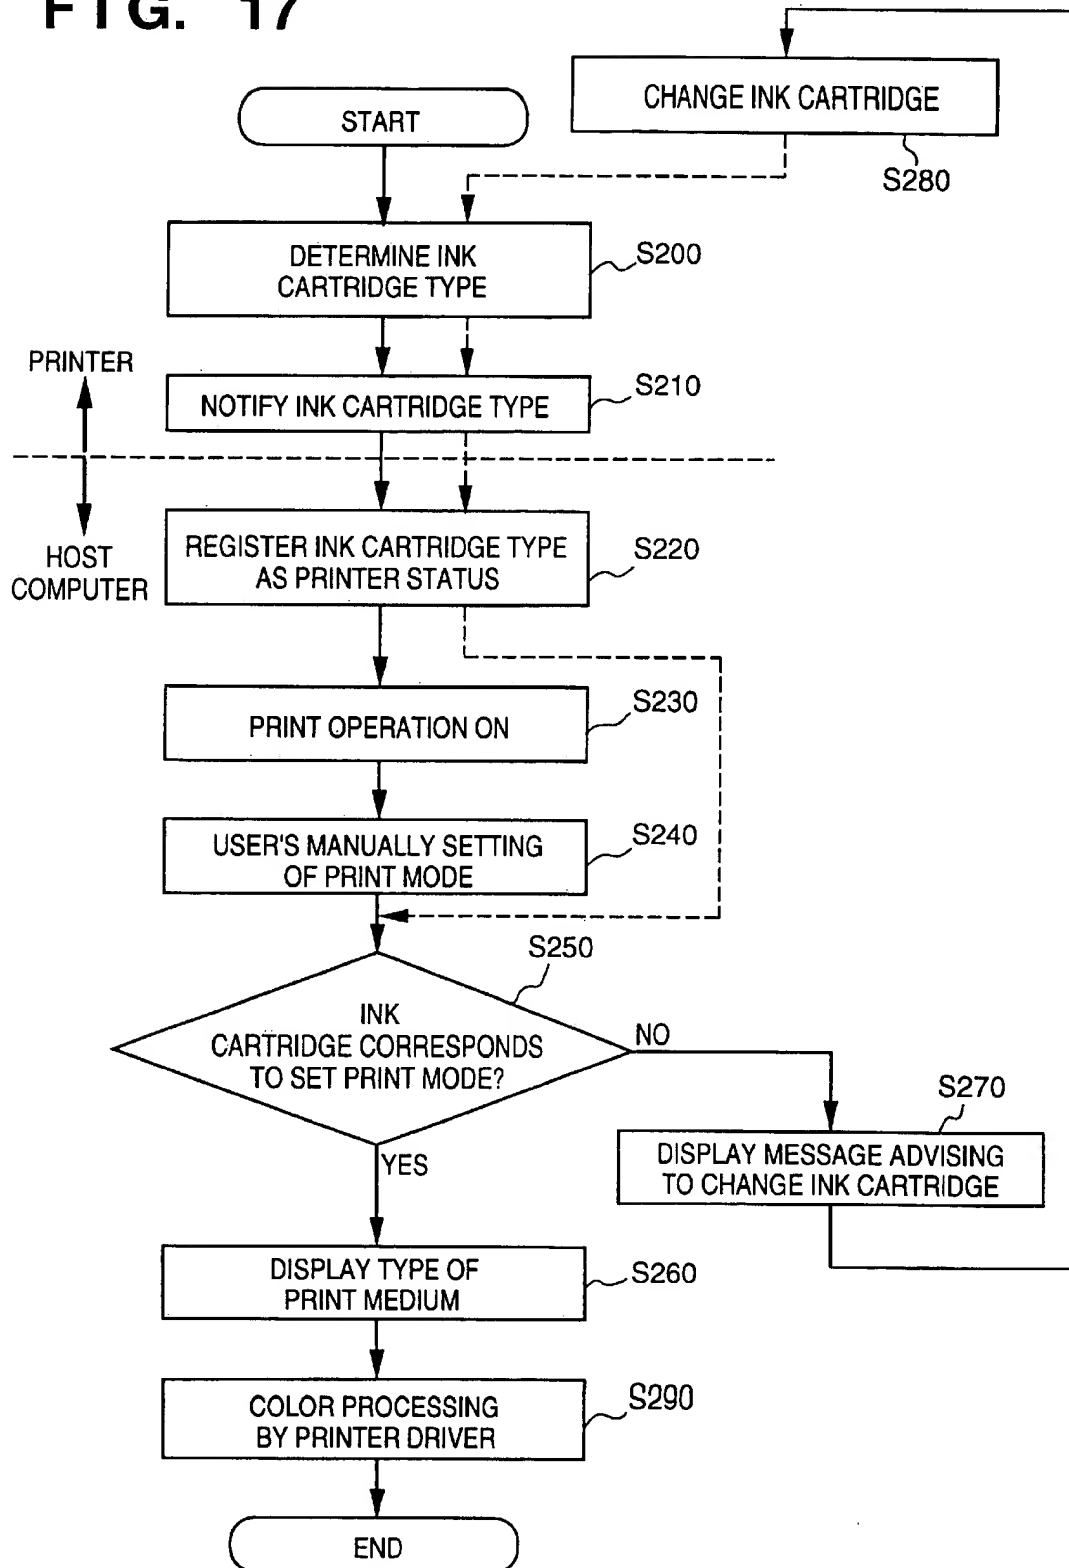 FIG. 17
CHANGE INK CARTRIDGE
S280
START
DETERMINE INK
CARTRIDGE TYPE
S200
PRINTER
NOTIFY INK CARTRIDGE TYPE
S210
HOST
COMPUTER
REGISTER INK CARTRIDGE TYPE
AS PRINTER STATUS
S220
PRINT OPERATION ON
S230
USER'S MANUALLY SETTING
OF PRINT MODE
S240
S250
INK
CARTRIDGE CORRESPONDS
TO SET PRINT MODE?
NO
YES
S270
DISPLAY MESSAGE ADVISING
TO CHANGE INK CARTRIDGE
DISPLAY TYPE OF
PRINT MEDIUM
S260
COLOR PROCESSING
BY PRINTER DRIVER
S290
END